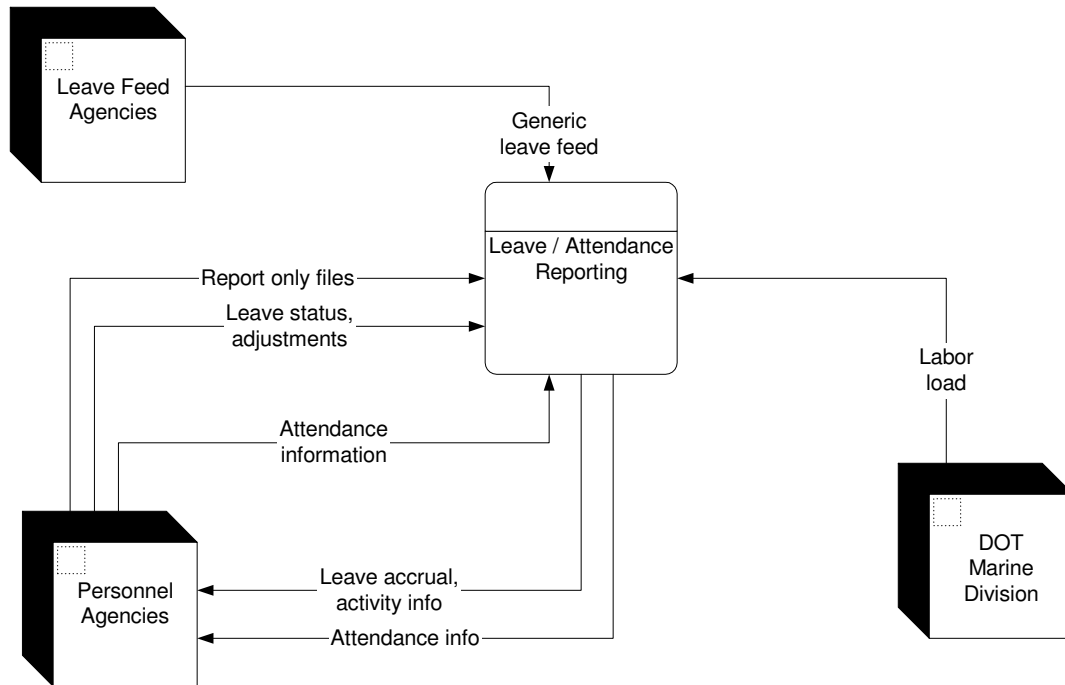 Leave Feed
Agencies
Generic
leave feed
Leave / Attendance
Reporting
Report only files
Leave status,
adjustments
Labor
load
Attendance
information
DOT
Marine
Division
Personnel
Agencies
Leave accrual,
activity info
Attendance info